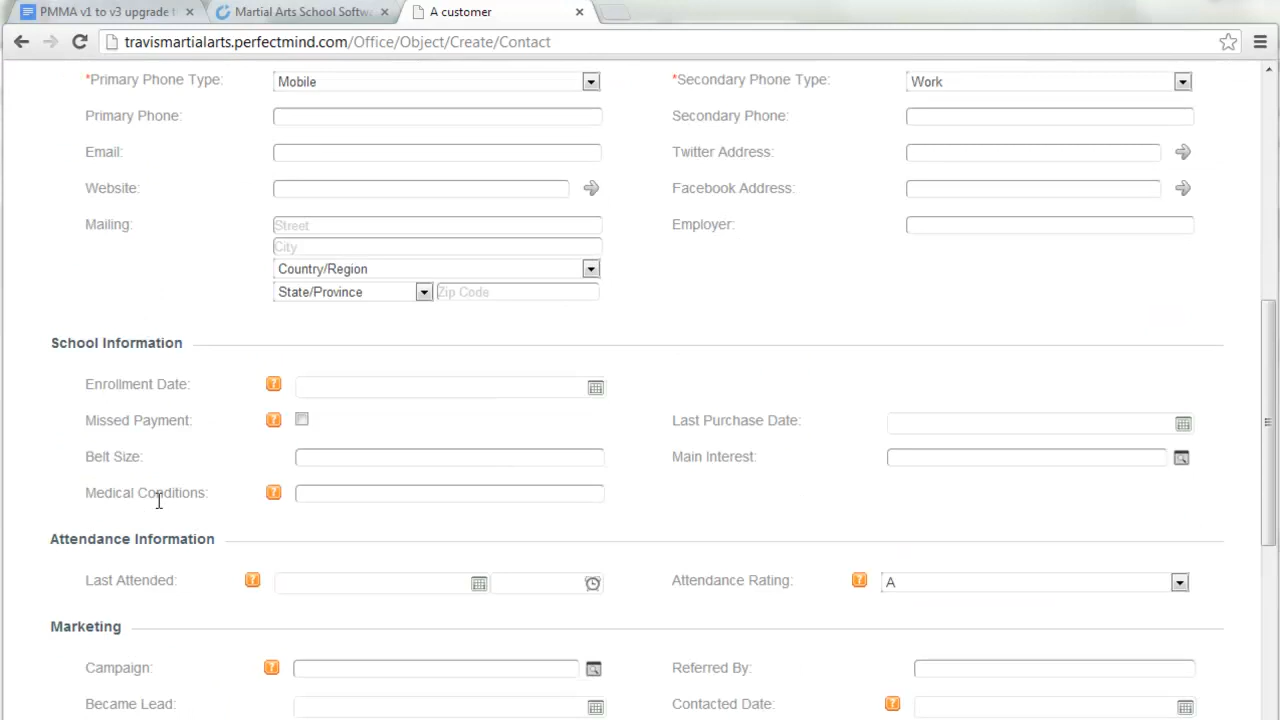 PMMA v1 to v3 upgrade
Martial Arts School Softw
A customer
travismartialarts.perfectmind.com/Office/Object/Create/Contact
*Primary Phone Type: Mobile *Secondary Phone Type: Work
Primary Phone: Secondary Phone:
Email: Twitter Address:
Website: Facebook Address:
Mailing: Street Employer:
City
Country/Region
State/Province Zip Code
School Information
Enrollment Date:
Missed Payment: Last Purchase Date:
Belt Size: Main Interest:
Medical Conditions:
Attendance Information
Last Attended: Attendance Rating: A
Marketing
Campaign: Referred By:
Became Lead: Contacted Date: